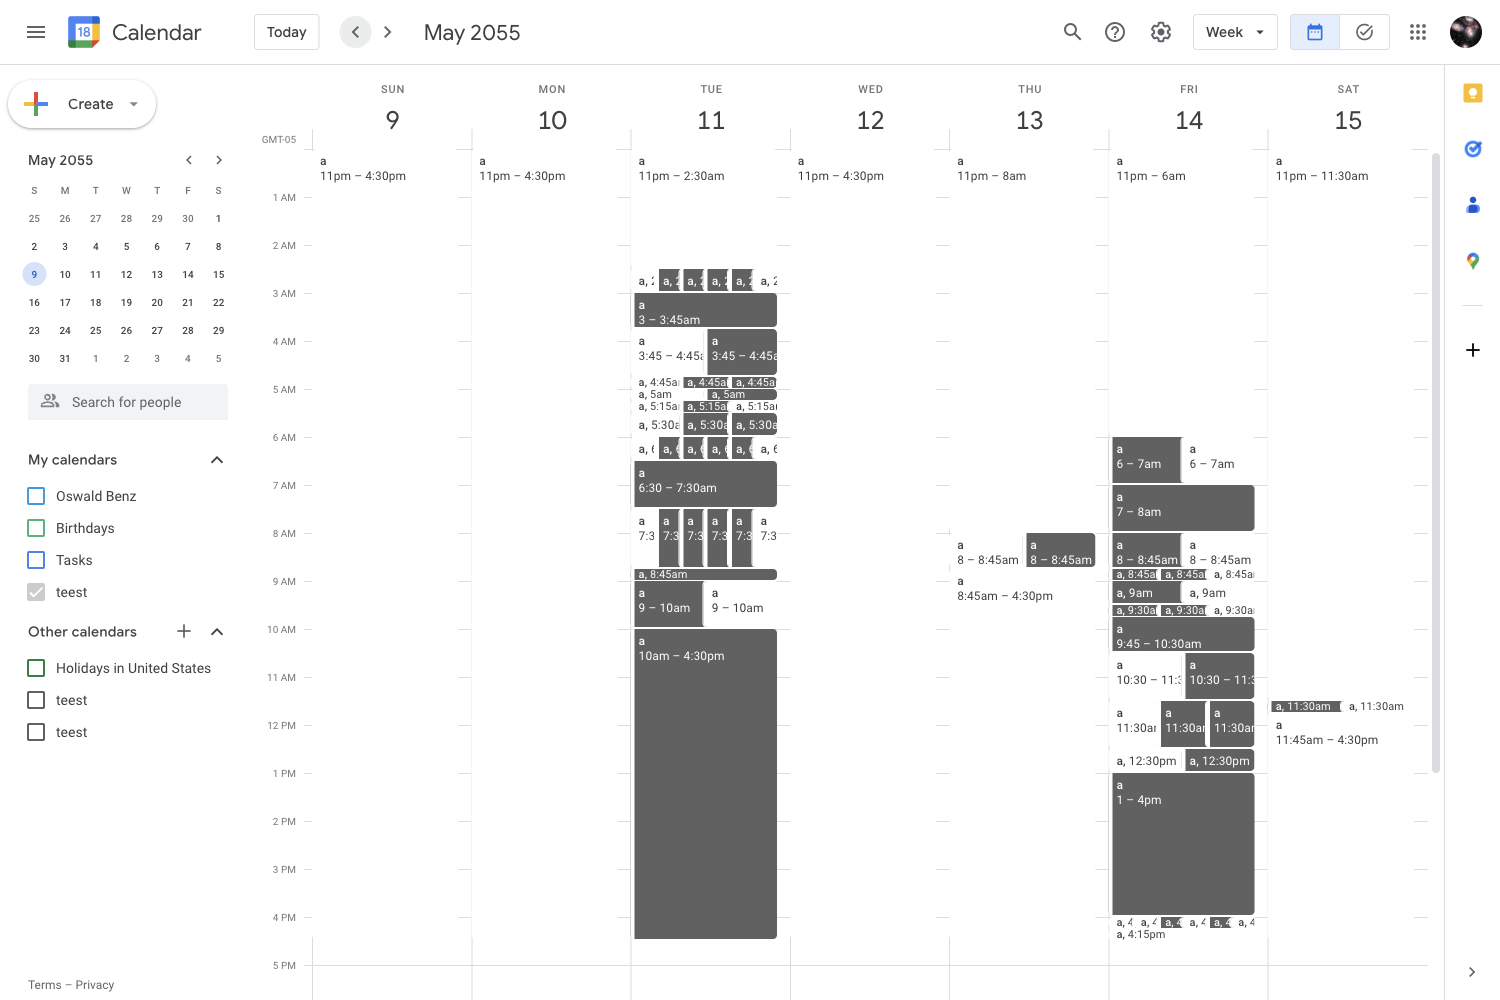 18 Calendar Today May 2055 Week
Create
May 2055
S M T W T F S
25 26 27 28 29 30 1
2 3 4 5 6 7 8
9 10 11 12 13 14 15
16 17 18 19 20 21 22
23 24 25 26 27 28 29
30 31 1 2 3 4 5
Search for people
My calendars
Oswald Benz
Birthdays
Tasks
teest
Other calendars
Holidays in United States
teest
teest
Terms – Privacy
SUN MON TUE WED THU FRI SAT
9 10 11 12 13 14 15
GMT-05
1 AM
2 AM
3 AM
4 AM
5 AM
6 AM
7 AM
8 AM
9 AM
10 AM
11 AM
12 PM
1 PM
2 PM
3 PM
4 PM
5 PM
a
11pm – 4:30pm
a
11pm – 4:30pm
a
11pm – 2:30am
a, 2 a, 2 a, 2 a, 2 a, 2 a, 2
a
3 – 3:45am
a a
3:45 – 4:45a 3:45 – 4:45a
a, 4:45a a, 4:45a a, 4:45a
a, 5am a, 5am
a, 5:15a a, 5:15a a, 5:15a
a, 5:30a a, 5:30a a, 5:30a
a, 6 a, 6 a, 6 a, 6 a, 6 a, 6
a
6:30 – 7:30am
a a a a a a
7:3 7:3 7:3 7:3 7:3 7:3
a, 8:45am
a a
9 – 10am 9 – 10am
a
10am – 4:30pm
a
11pm – 4:30pm
a
11pm – 8am
a a
8 – 8:45am 8 – 8:45am
a
8:45am – 4:30pm
a
11pm – 6am
a a
6 – 7am 6 – 7am
a
7 – 8am
a a
8 – 8:45am 8 – 8:45am
a, 8:45a a, 8:45a a, 8:45a
a, 9am a, 9am
a, 9:30a a, 9:30a a, 9:30a
a
9:45 – 10:30am
a a
10:30 – 11:3 10:30 – 11:3
a a a
11:30a 11:30a 11:30a
a, 12:30pm a, 12:30pm
a
1 – 4pm
a, 4 a, 4 a, 4 a, 4 a, 4 a, 4
a, 4:15pm
a
11pm – 11:30am
a, 11:30am a, 11:30am
a
11:45am – 4:30pm